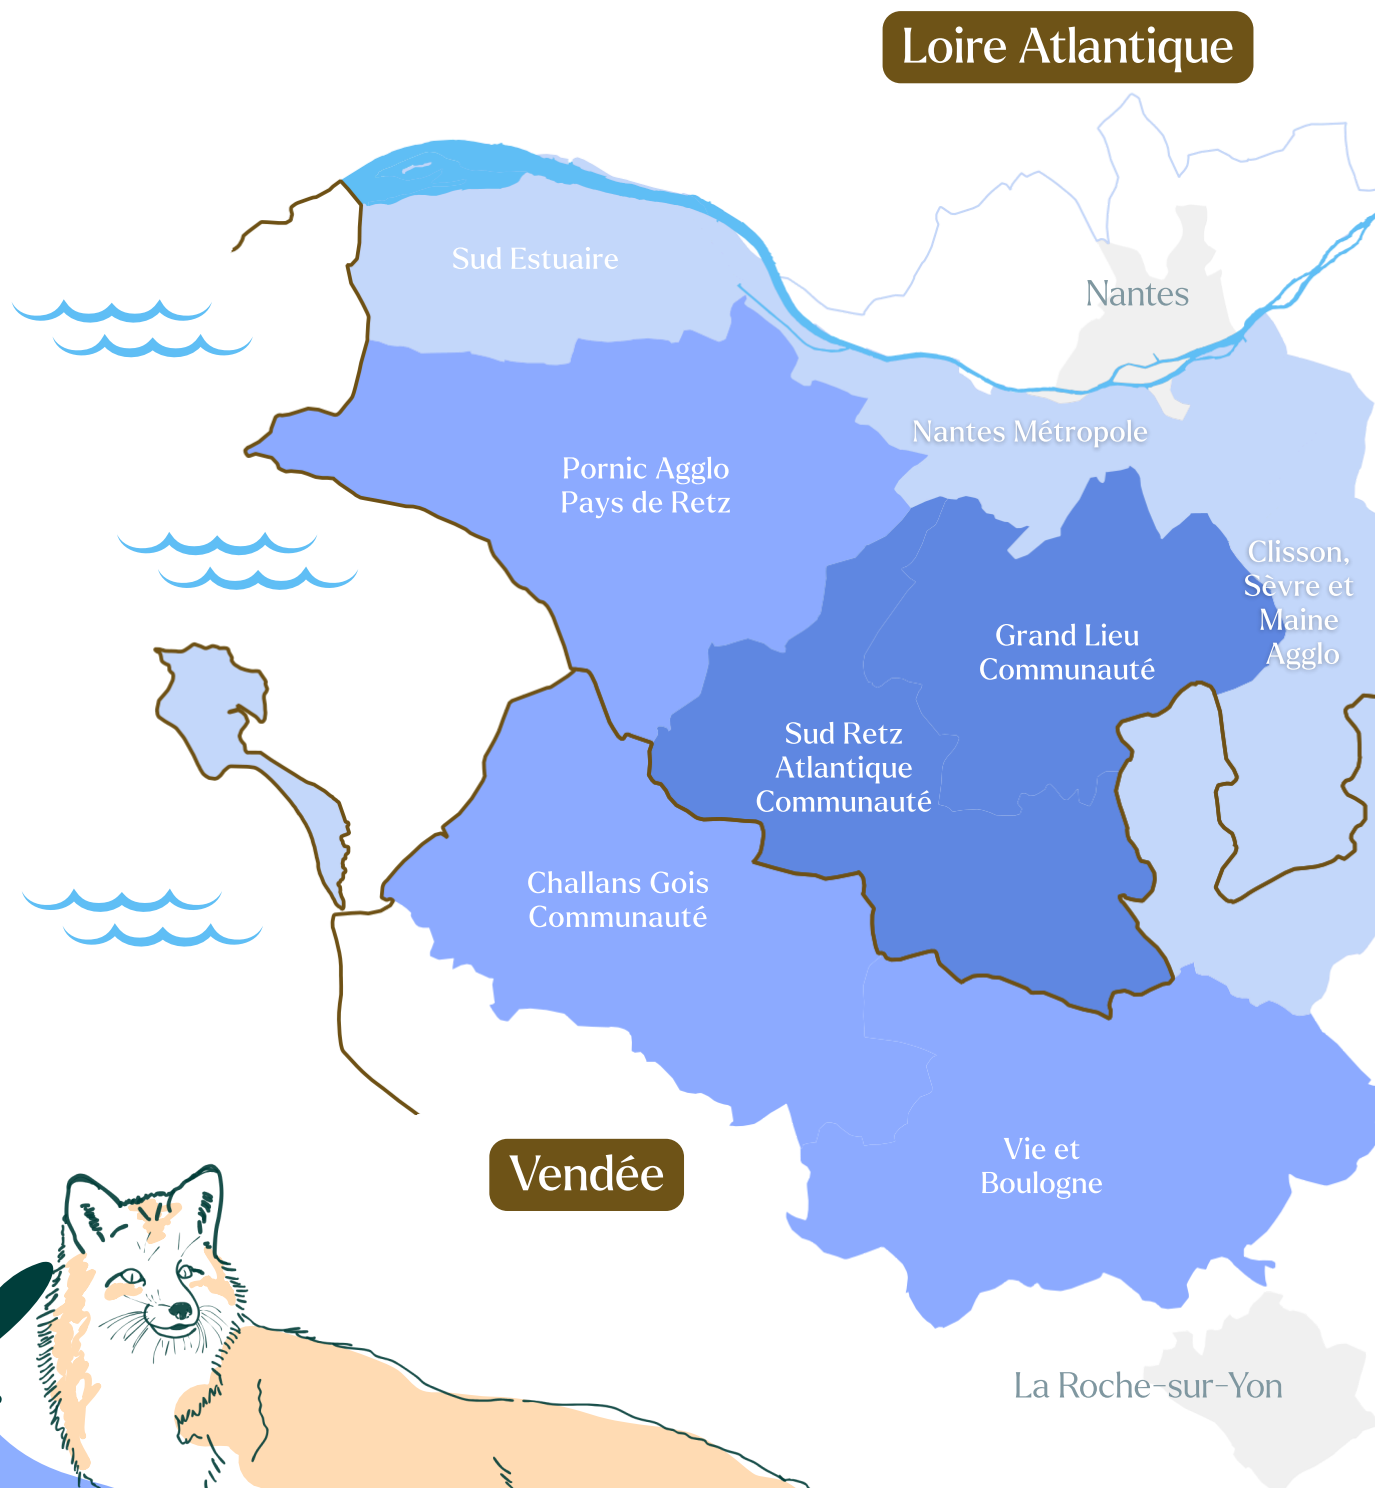 Loire Atlantique
Sud Estuaire
Nantes
Nantes Métropole
Pornic Agglo
Pays de Retz
Clisson,
Sèvre et
Maine
Agglo
Grand Lieu
Communauté
Sud Retz
Atlantique
Communauté
Challans Gois
Communauté
Vie et
Boulogne
Vendée
La Roche-sur-Yon